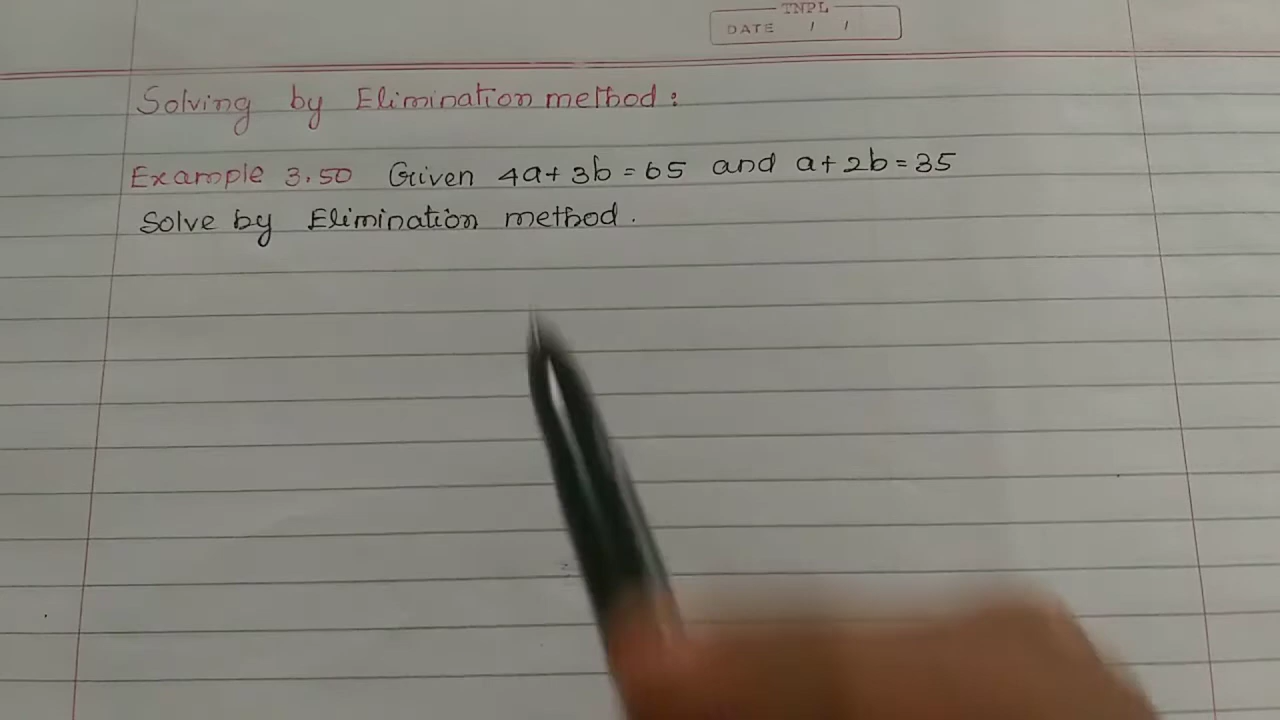 TNPL
DATE / /
Solving by Elimination method:
Example 3.50 Given 4a+3b=65 and a+2b=35
Solve by Elimination method.